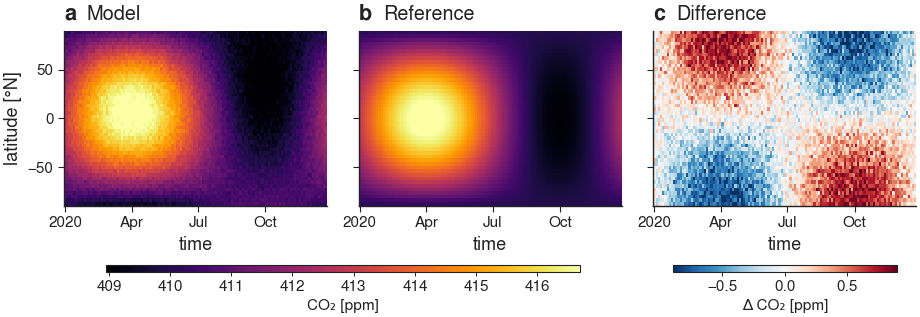 a Model
b Reference
c Difference
latitude [°N]
50
0
−50
2020 Apr Jul Oct
2020 Apr Jul Oct
2020 Apr Jul Oct
time
time
time
409 410 411 412 413 414 415 416
CO₂ [ppm]
−0.5 0.0 0.5
Δ CO₂ [ppm]